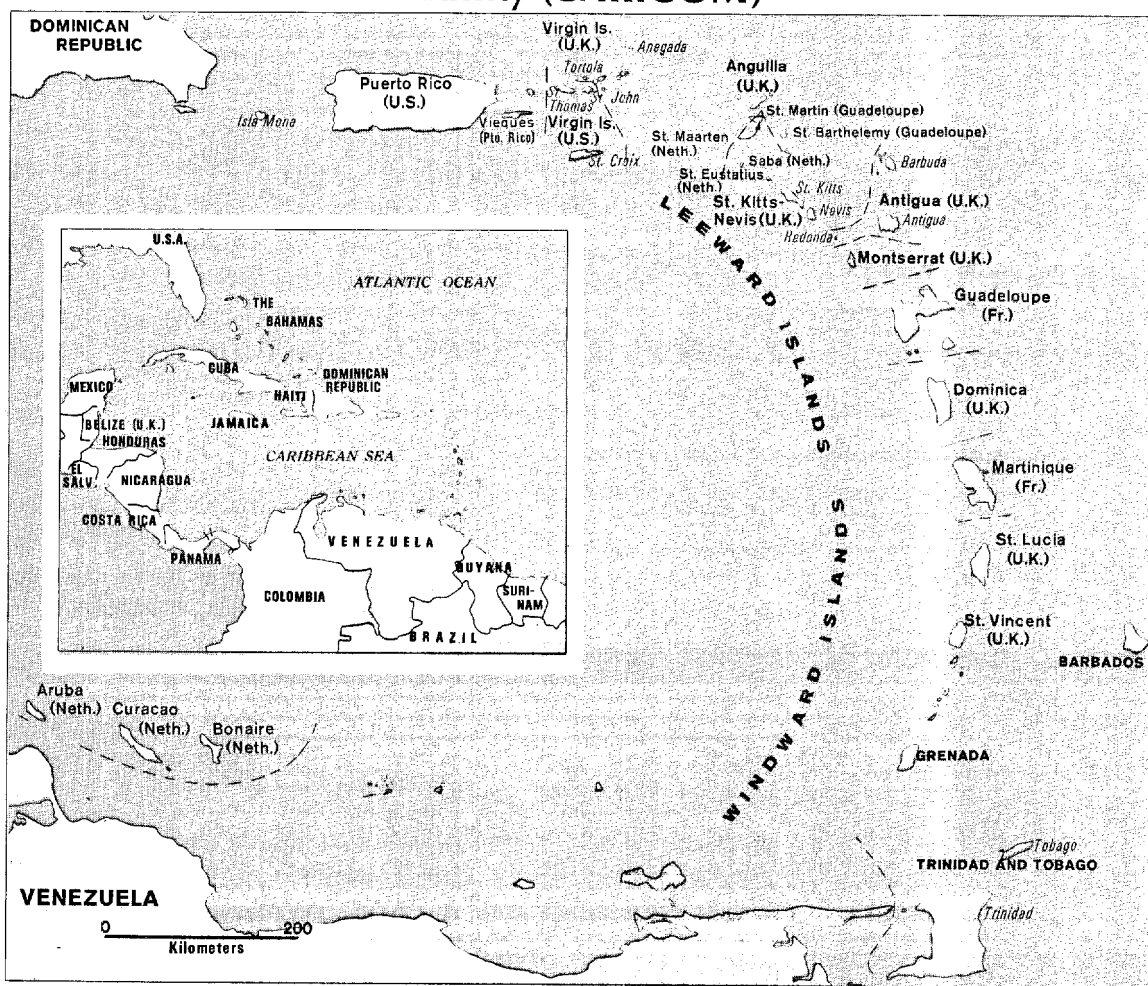 (CARICOM)
DOMINICAN
REPUBLIC
Isla Mona
Puerto Rico
(U.S.)
Vieques
(Pto. Rico)
Virgin Is.
(U.K.)
Anegada
Tortola
Thomas
John
Virgin Is.
(U.S.)
St. Croix
Anguilla
(U.K.)
St. Martin (Guadeloupe)
St. Maarten
(Neth.)
St. Barthelemy (Guadeloupe)
Saba (Neth.)
St. Eustatius
(Neth.)
St. Kitts
St. Kitts-
Nevis (U.K.)
Nevis
Redonda
Barbuda
Antigua (U.K.)
Antigua
Montserrat (U.K.)
Guadeloupe
(Fr.)
Dominica
(U.K.)
Martinique
(Fr.)
St. Lucia
(U.K.)
St. Vincent
(U.K.)
BARBADOS
GRENADA
Tobago
TRINIDAD AND TOBAGO
Trinidad
LEEWARD ISLANDS
WINDWARD ISLANDS
U.S.A.
ATLANTIC OCEAN
THE
BAHAMAS
CUBA
MEXICO
HAITI
DOMINICAN
REPUBLIC
BELIZE (U.K.)
HONDURAS
JAMAICA
CARIBBEAN SEA
EL
SALV.
NICARAGUA
COSTA RICA
PANAMA
VENEZUELA
GUYANA
COLOMBIA
SURI-
NAM
BRAZIL
Aruba
(Neth.)
Curacao
(Neth.)
Bonaire
(Neth.)
VENEZUELA
0 200
Kilometers